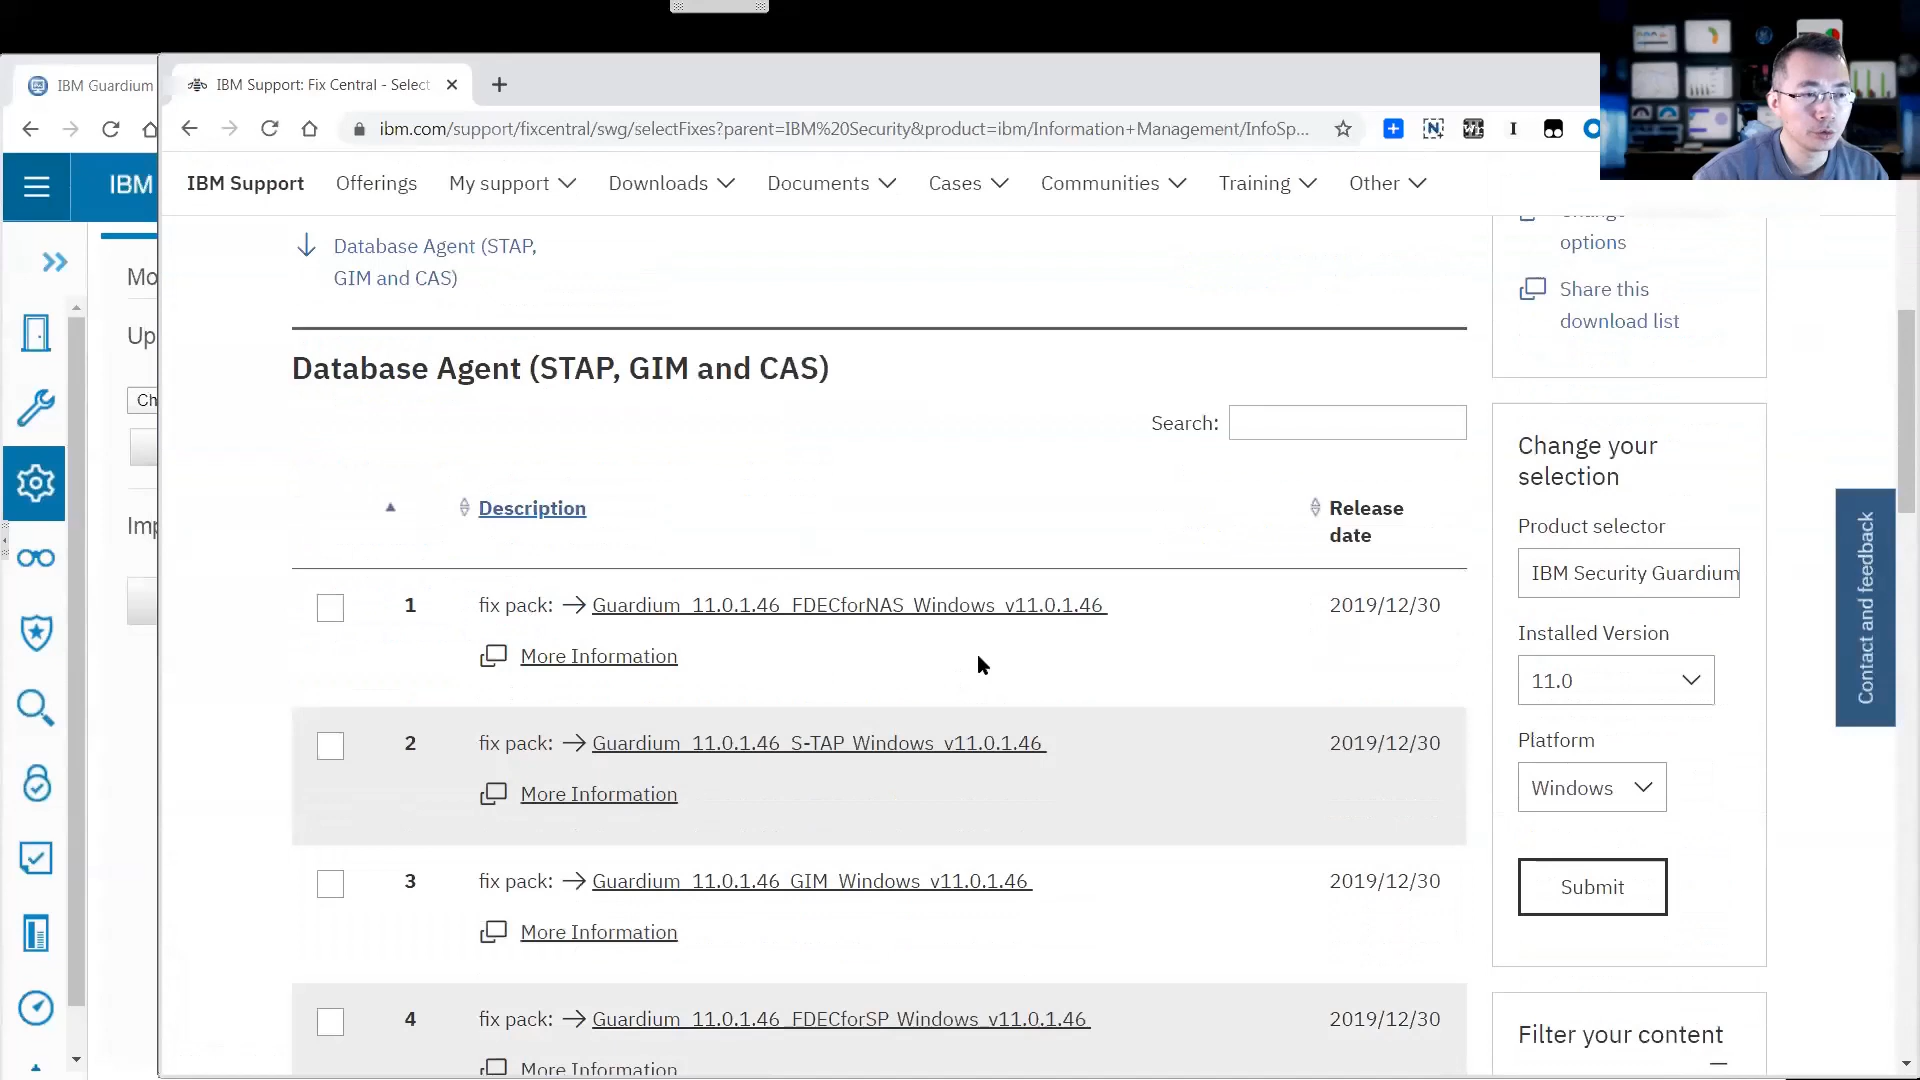 IBM Guardium
IBM Support: Fix Central - Select
ibm.com/support/fixcentral/swg/selectFixes?parent=IBM%20Security&product=ibm/Information+Management/InfoSp...
IBM
IBM Support
Offerings
My support
Downloads
Documents
Cases
Communities
Training
Other
Mo
Up
Ch
Imp
Database Agent (STAP,
GIM and CAS)
options
Share this
download list
Database Agent (STAP, GIM and CAS)
Search:
Description
Release
date
1 fix pack: → Guardium_11.0.1.46_FDECforNAS_Windows_v11.0.1.46 2019/12/30
More Information
2 fix pack: → Guardium_11.0.1.46_S-TAP_Windows_v11.0.1.46 2019/12/30
More Information
3 fix pack: → Guardium_11.0.1.46_GIM_Windows_v11.0.1.46 2019/12/30
More Information
4 fix pack: → Guardium_11.0.1.46_FDECforSP_Windows_v11.0.1.46 2019/12/30
More Information
Change your
selection
Product selector
IBM Security Guardium
Installed Version
11.0
Platform
Windows
Submit
Filter your content
Contact and feedback